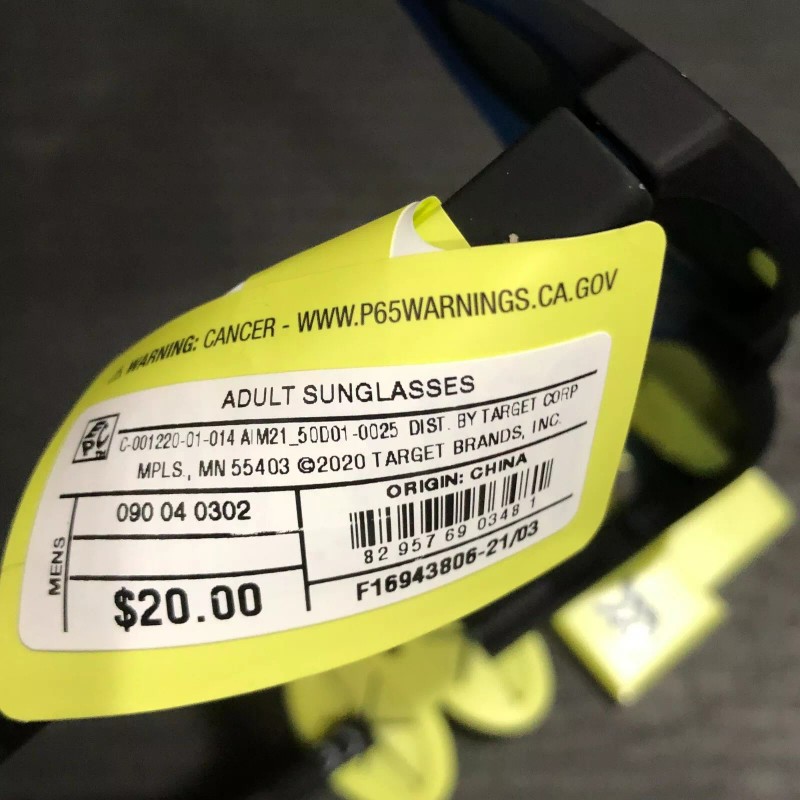 ⚠ WARNING: CANCER - WWW.P65WARNINGS.CA.GOV
ADULT SUNGLASSES
C-001220-01-014 AIM21_50D01-0025 DIST. BY TARGET CORP
MPLS., MN 55403 ©2020 TARGET BRANDS, INC.
MENS
090 04 0302
$20.00
ORIGIN: CHINA
82 957 69 0348 1
F16943806-21/03